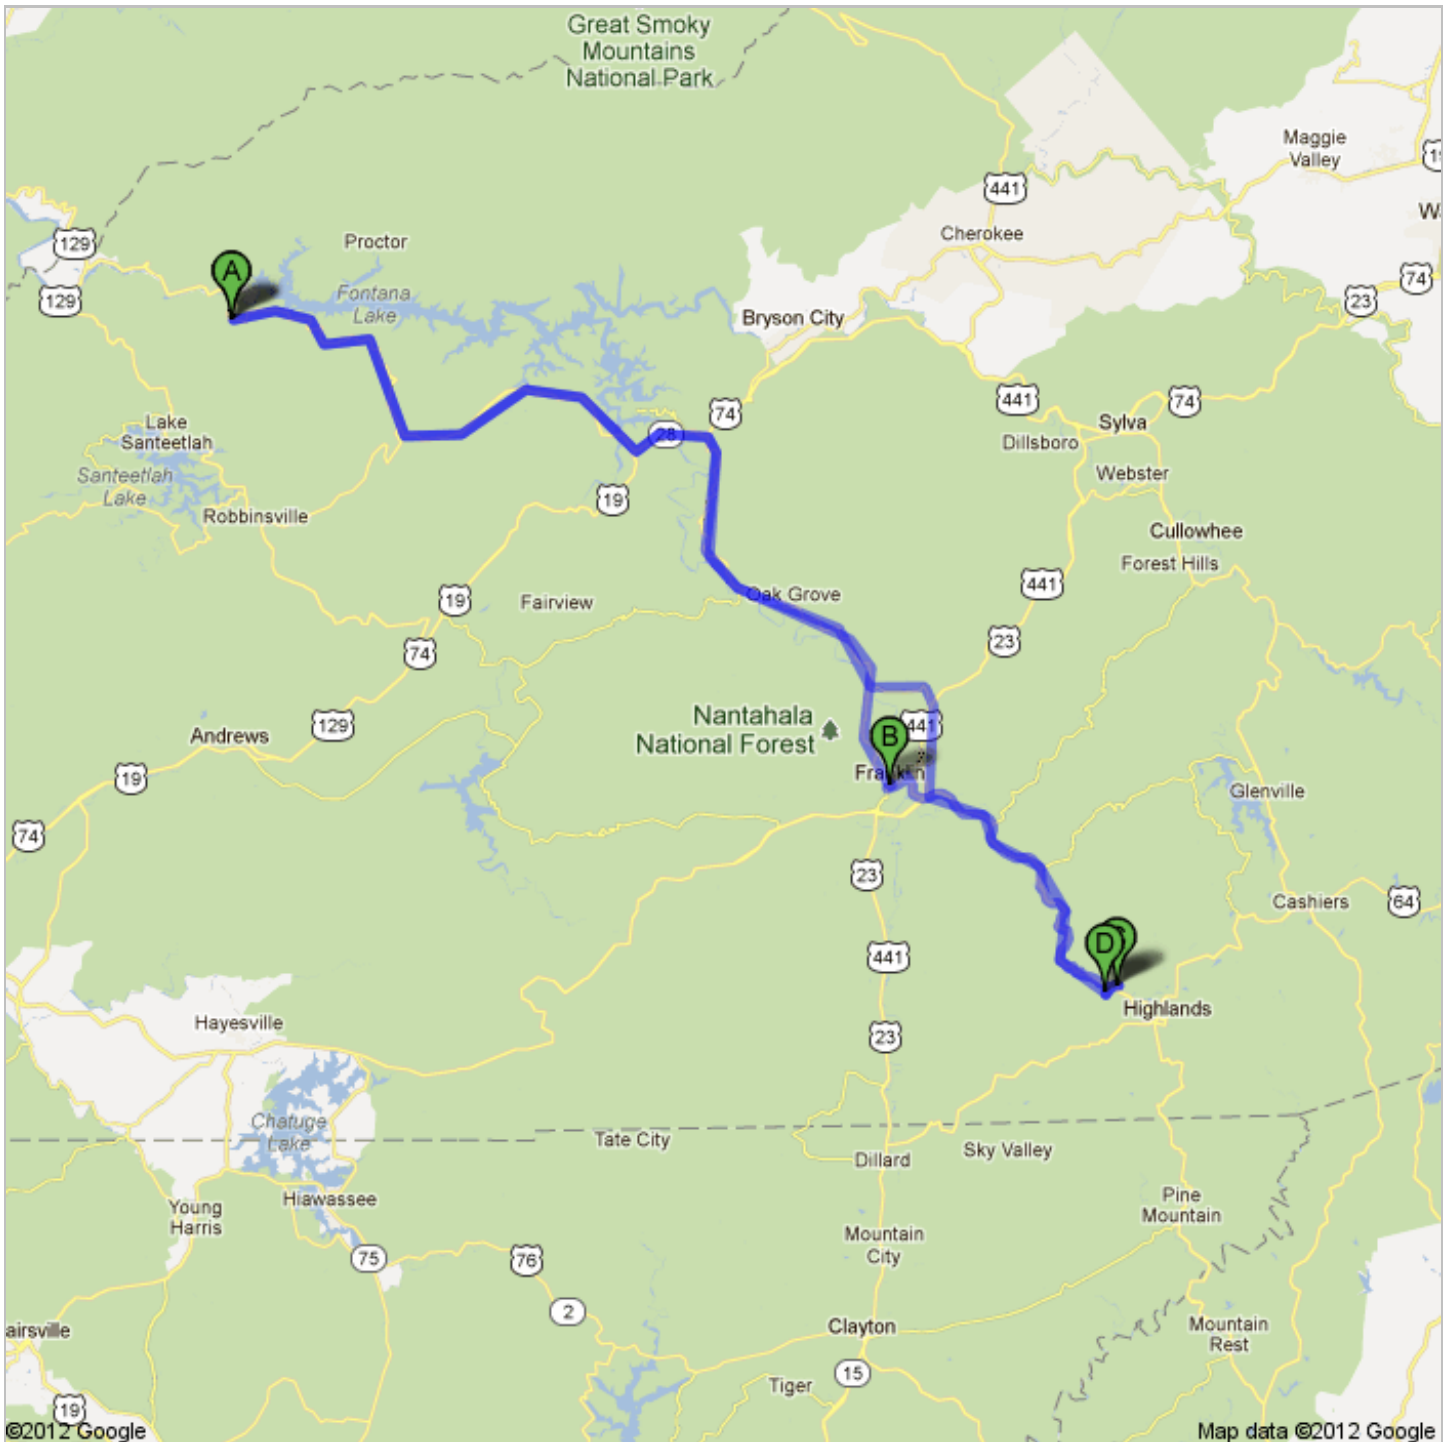 Great Smoky
Mountains
National Park
Maggie
Valley
19
441
W
129
Proctor
Cherokee
A
74
129
Fontana
Lake
23
Bryson City
441
74
74
Lake
Santeetlah
28
Sylva
Dillsboro
Santeetlah
Lake
Webster
19
Robbinsville
Cullowhee
Forest Hills
441
19
Fairview
Oak Grove
23
74
Nantahala
National Forest
129
441
Andrews
B
19
Franklin
Glenville
74
23
Cashiers
64
D
C
441
Highlands
Hayesville
23
Chatuge
Lake
Tate City
Sky Valley
Dillard
Hiawassee
Young
Harris
Pine
Mountain
Mountain
City
75
76
2
airsville
Clayton
Mountain
Rest
15
Tiger
19
©2012 Google
Map data ©2012 Google